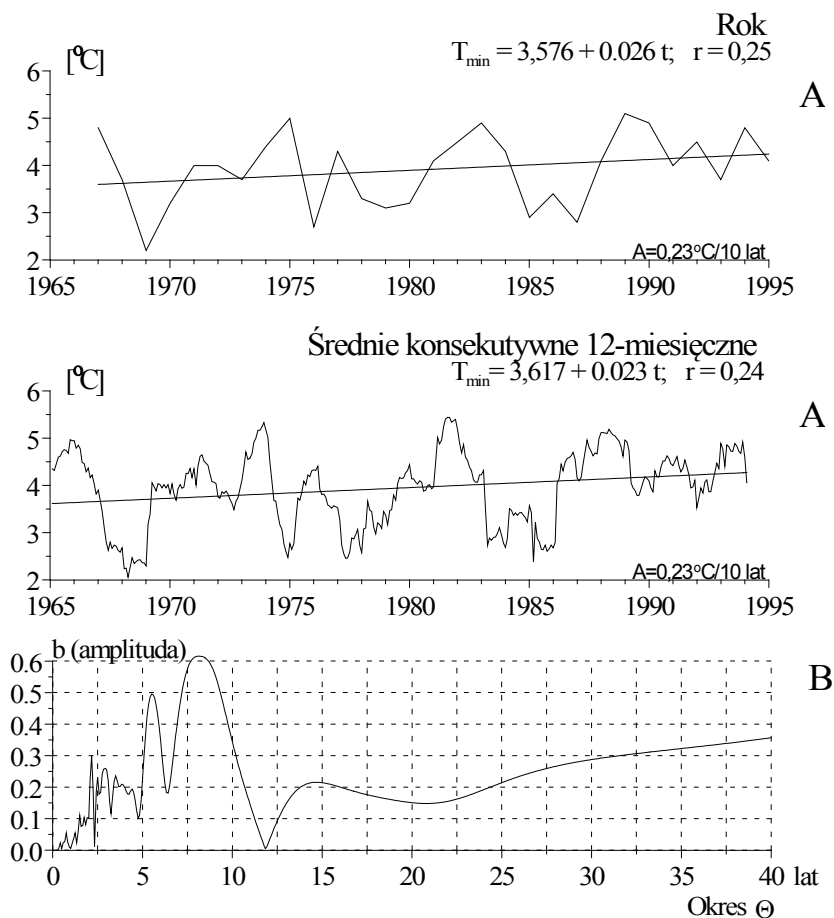 Rok
Tmin = 3,576 + 0.026 t; r = 0,25
[°C]
A
6
5
4
3
2
A=0,23°C/10 lat
1965 1970 1975 1980 1985 1990 1995
Średnie konsekutywne 12-miesięczne
Tmin = 3,617 + 0.023 t; r = 0,24
[°C]
A
6
5
4
3
2
A=0,23°C/10 lat
1965 1970 1975 1980 1985 1990 1995
b (amplituda)
B
0.6
0.5
0.4
0.3
0.2
0.1
0.0
0 5 10 15 20 25 30 35 40 lat
Okres Θ